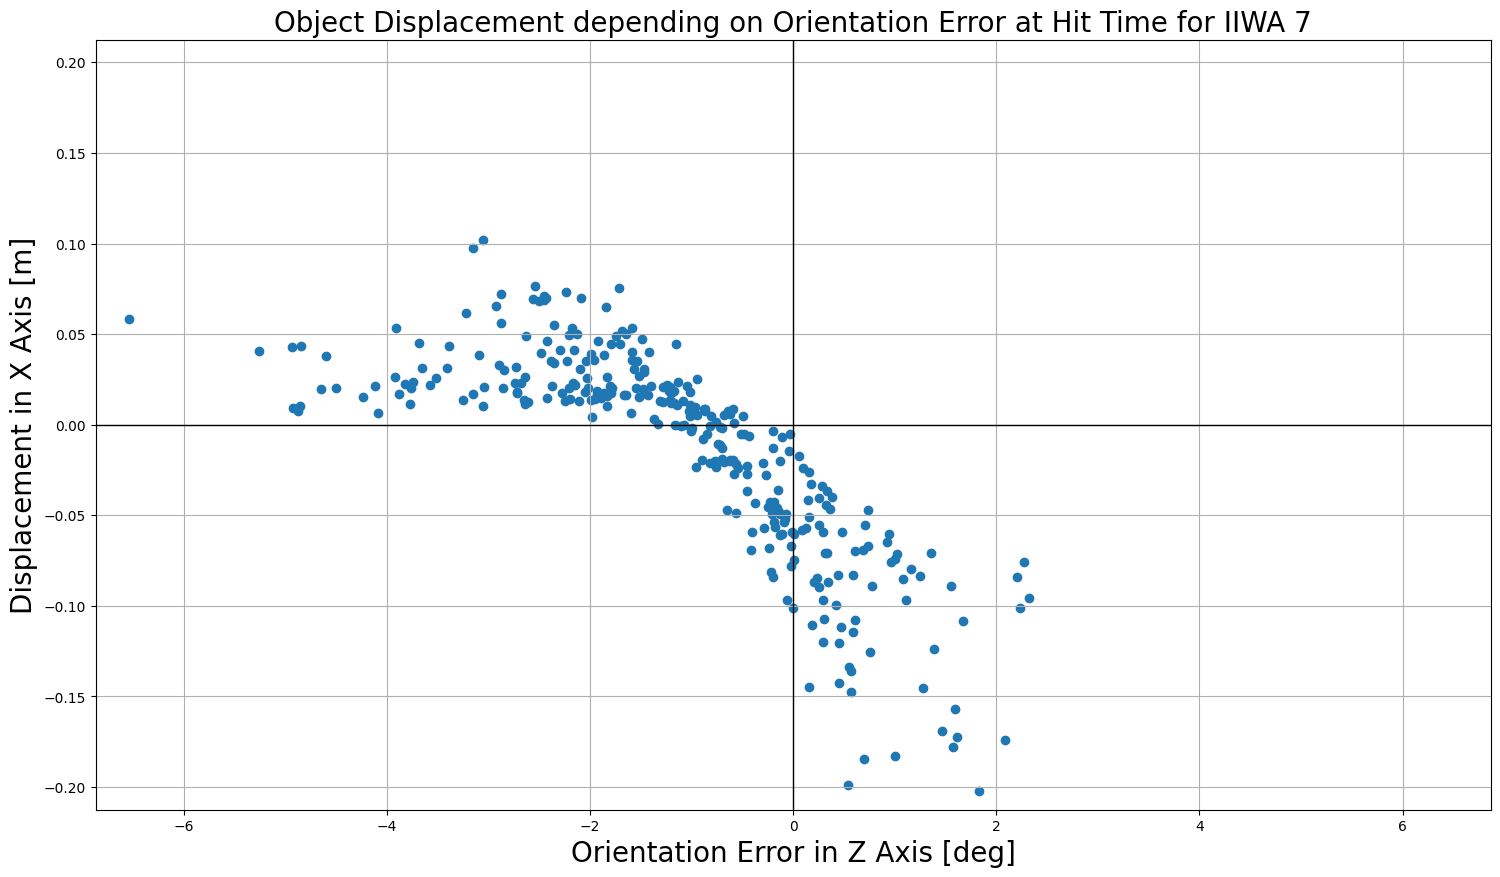 Object Displacement depending on Orientation Error at Hit Time for IIWA 7
Displacement in X Axis [m]
0.20
0.15
0.10
0.05
0.00
−0.05
−0.10
−0.15
−0.20
−6 −4 −2 0 2 4 6
Orientation Error in Z Axis [deg]